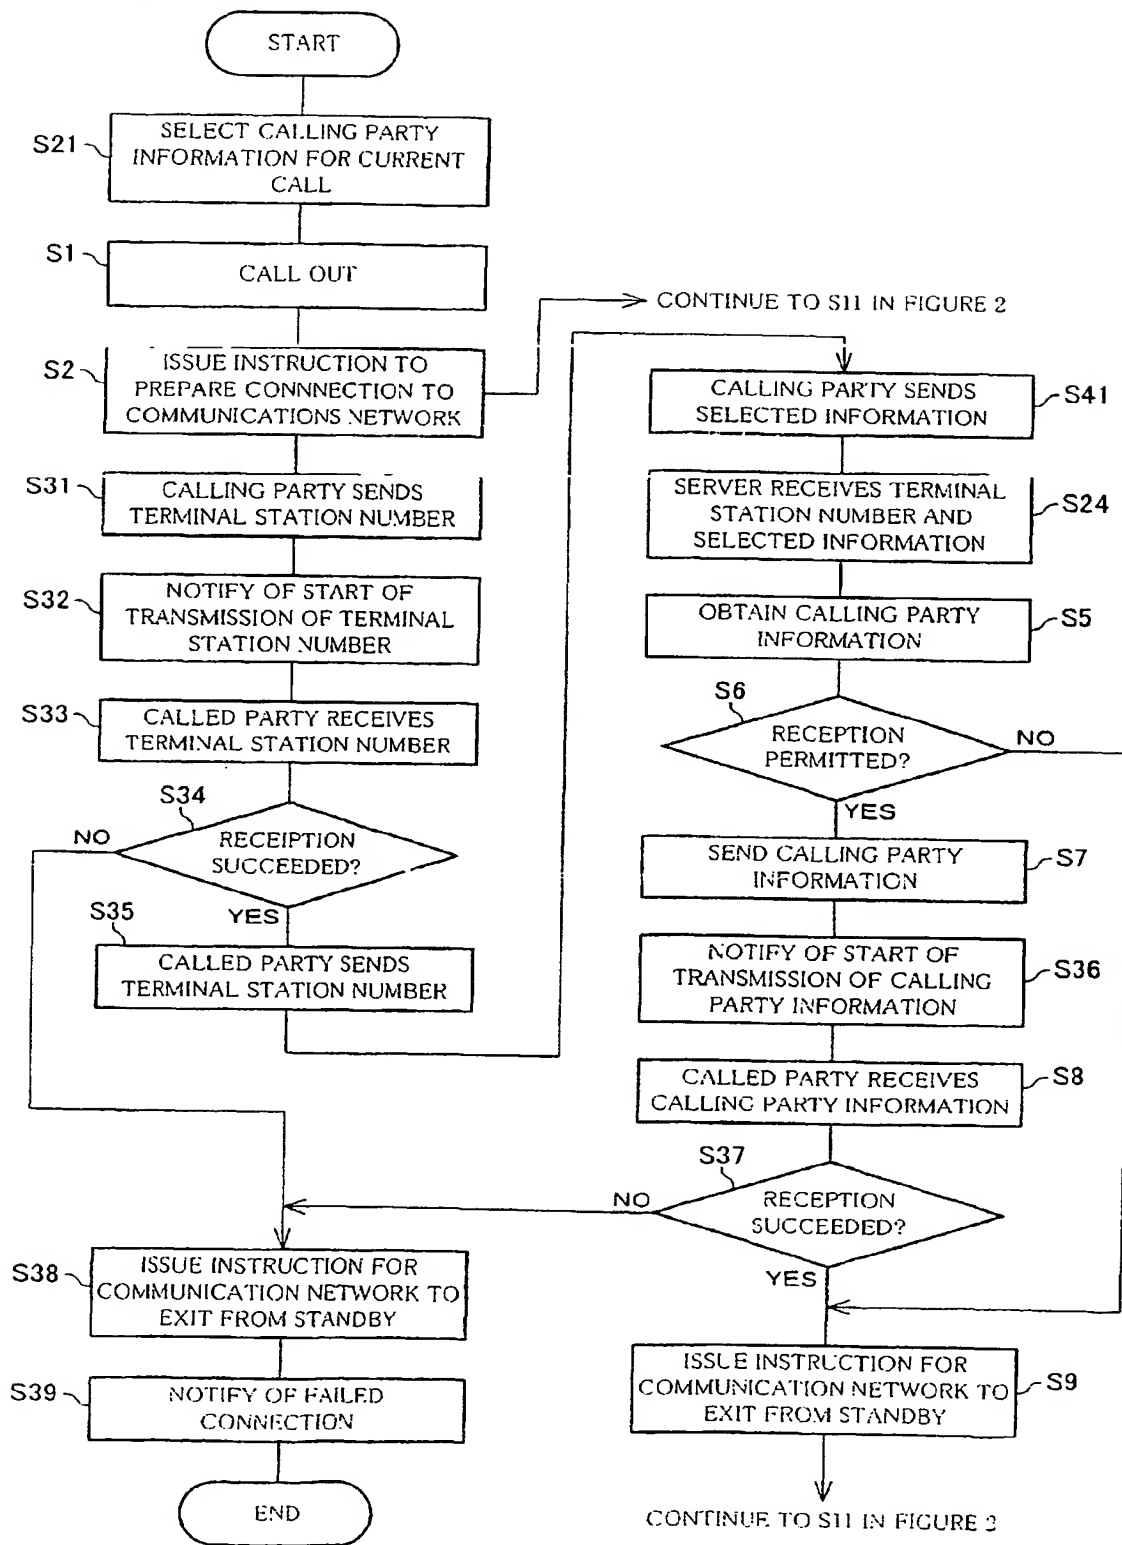 START
S21
SELECT CALLING PARTY
INFORMATION FOR CURRENT
CALL
S1
CALL OUT
CONTINUE TO S11 IN FIGURE 2
S2
ISSUE INSTRUCTION TO
PREPARE CONNNECTION TO
COMMUNICATIONS NETWORK
S31
CALLING PARTY SENDS
TERMINAL STATION NUMBER
S32
NOTIFY OF START OF
TRANSMISSION OF TERMINAL
STATION NUMBER
S33
CALLED PARTY RECEIVES
TERMINAL STATION NUMBER
S34
NO
RECEIPTION
SUCCEEDED?
YES
S35
CALLED PARTY SENDS
TERMINAL STATION NUMBER
CALLING PARTY SENDS
SELECTED INFORMATION
S41
SERVER RECEIVES TERMINAL
STATION NUMBER AND
SELECTED INFORMATION
S24
OBTAIN CALLING PARTY
INFORMATION
S5
S6
RECEPTION
PERMITTED?
NO
YES
SEND CALLING PARTY
INFORMATION
S7
NOTIFY OF START OF
TRANSMISSION OF CALLING
PARTY INFORMATION
S36
CALLED PARTY RECEIVES
CALLING PARTY INFORMATION
S8
S37
NO
RECEPTION
SUCCEEDED?
YES
S38
ISSUE INSTRUCTION FOR
COMMUNICATION NETWORK TO
EXIT FROM STANDBY
S39
NOTIFY OF FAILED
CONNECTION
END
ISSUE INSTRUCTION FOR
COMMUNICATION NETWORK TO
EXIT FROM STANDBY
S9
CONTINUE TO S11 IN FIGURE 2